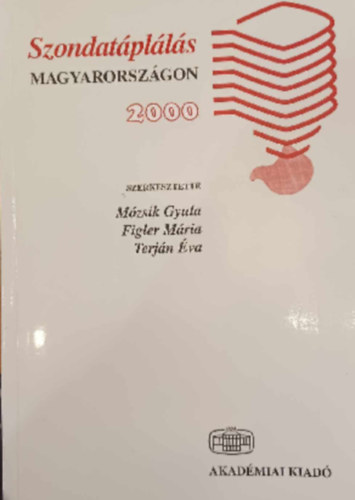 Szondatáplálás
MAGYARORSZÁGON
2000
SZERKESZTETTE
Mózsik Gyula
Figler Mária
Terján Éva
AKADÉMIAI KIADÓ